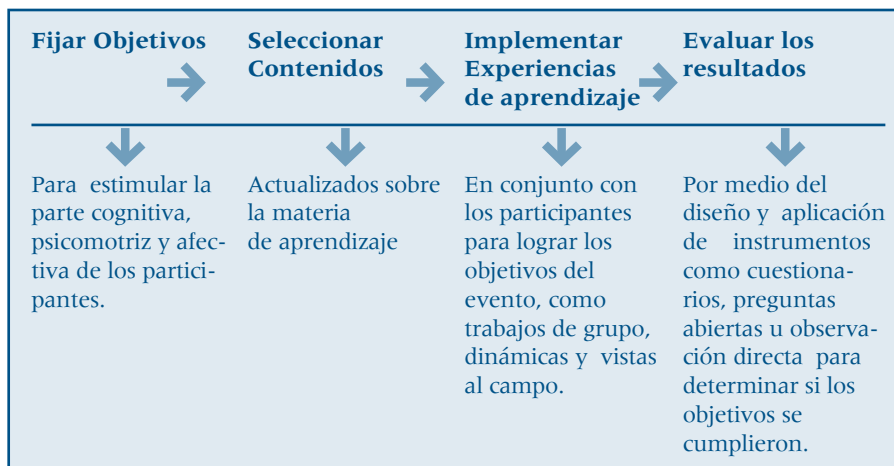 Fijar Objetivos
Seleccionar
Contenidos
Implementar
Experiencias
de aprendizaje
Evaluar los
resultados
Para estimular la
parte cognitiva,
psicomotriz y afec-
tiva de los partici-
pantes.
Actualizados sobre
la materia
de aprendizaje
En conjunto con
los participantes
para lograr los
objetivos del
evento, como
trabajos de grupo,
dinámicas y vistas
al campo.
Por medio del
diseño y aplicación
de instrumentos
como cuestiona-
rios, preguntas
abiertas u observa-
ción directa para
determinar si los
objetivos se
cumplieron.